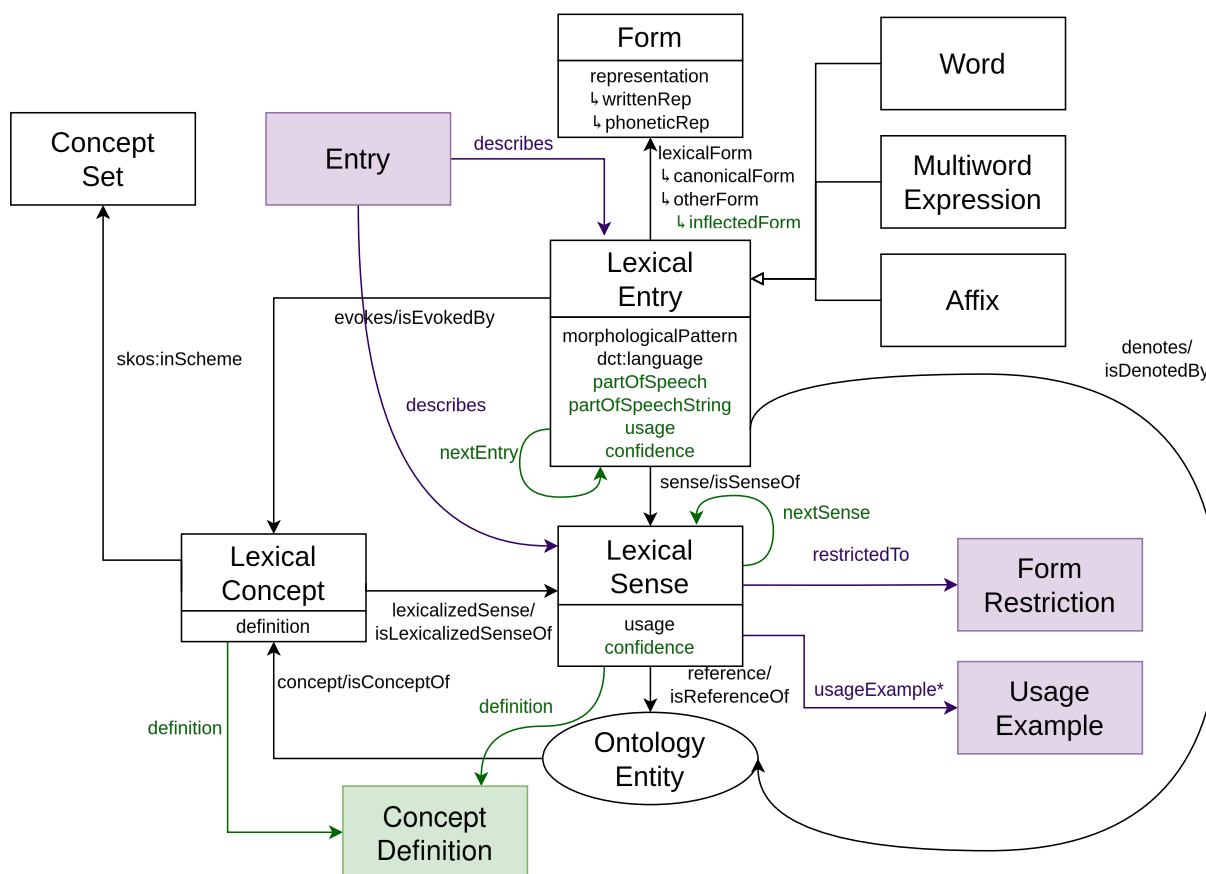 Form
representation
↳writtenRep
↳phoneticRep
Word
Concept
Set
Entry
describes
lexicalForm
↳canonicalForm
↳otherForm
↳inflectedForm
Multiword
Expression
Lexical
Entry
Affix
evokes/isEvokedBy
morphologicalPattern
dct:language
partOfSpeech
partOfSpeechString
usage
confidence
skos:inScheme
denotes/
isDenotedBy
describes
nextEntry
sense/isSenseOf
nextSense
Lexical
Concept
definition
Lexical
Sense
usage
confidence
restrictedTo
Form
Restriction
lexicalizedSense/
isLexicalizedSenseOf
concept/isConceptOf
reference/
isReferenceOf
usageExample*
Usage
Example
definition
definition
Ontology
Entity
Concept
Definition